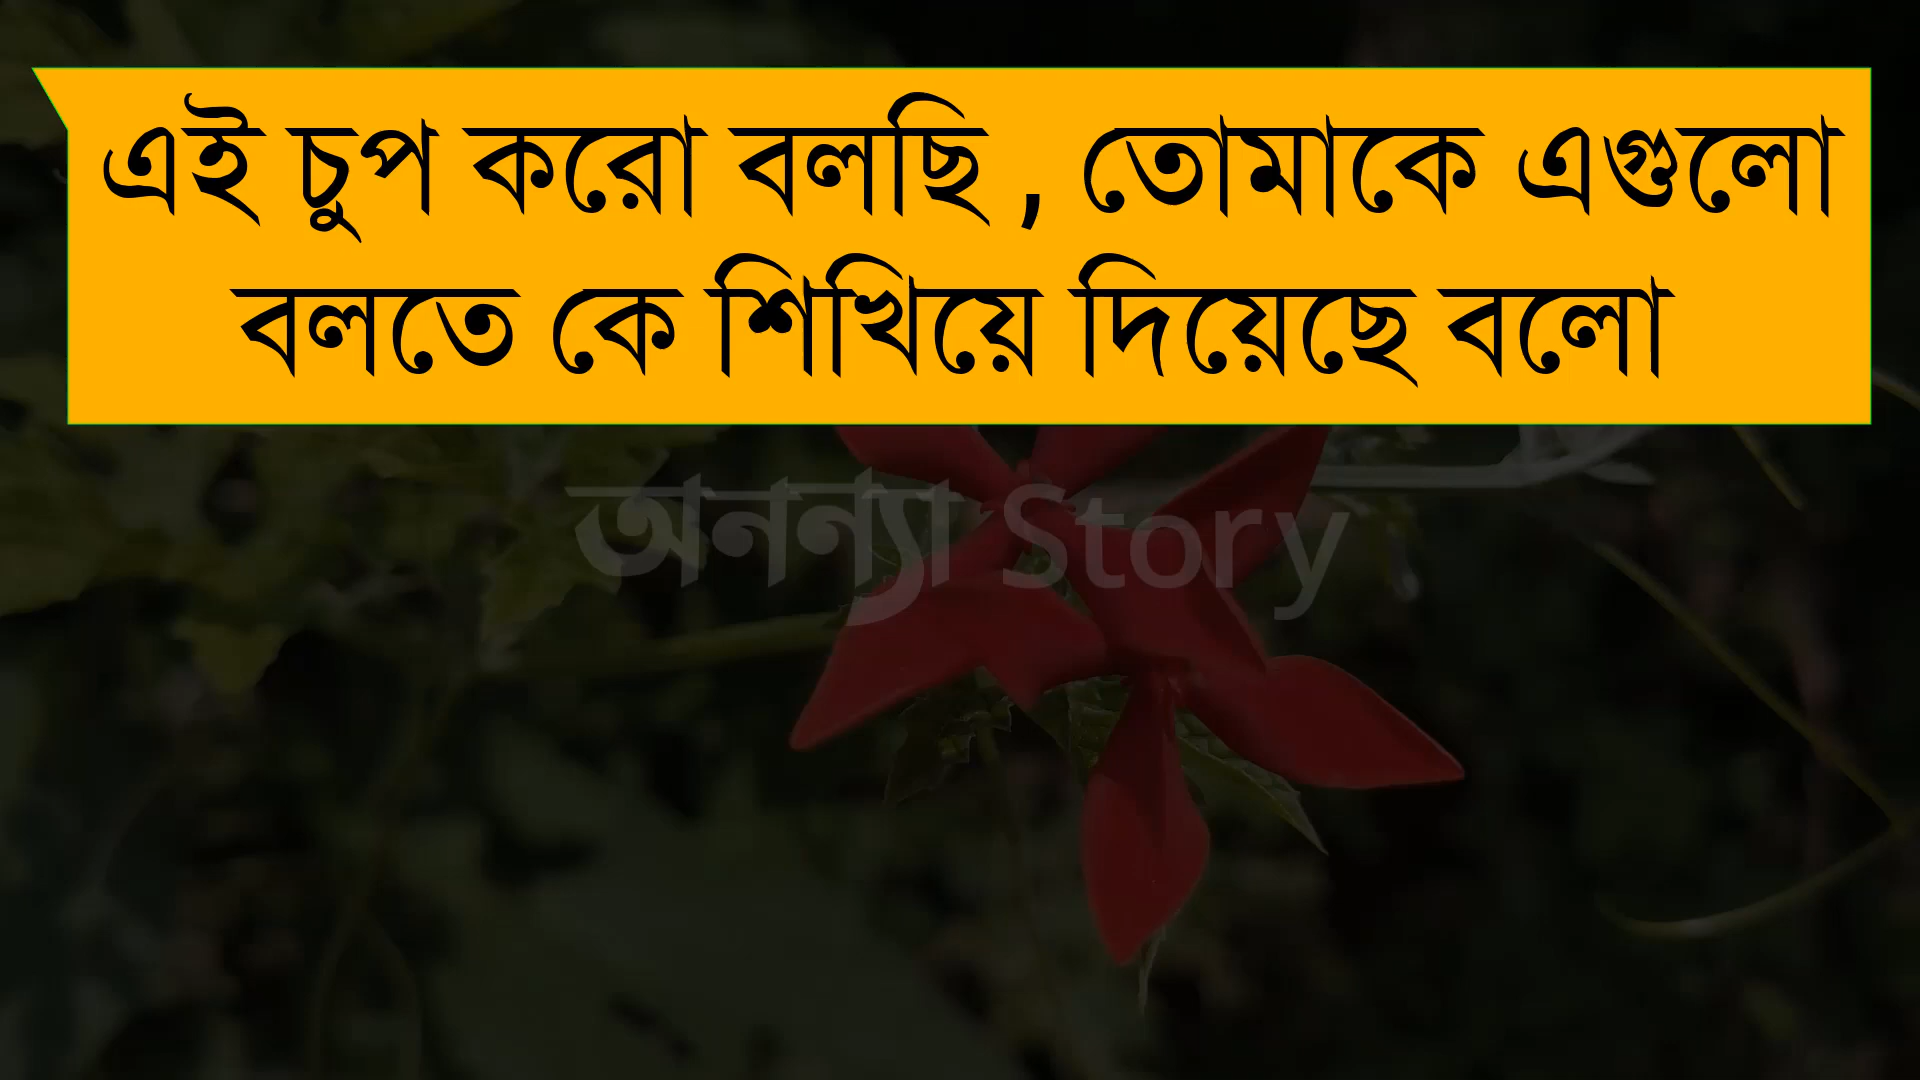 এই চুপ করো বলছি , তোমাকে এগুলো
বলতে কে শিখিয়ে দিয়েছে বলো
অনন্যা Story